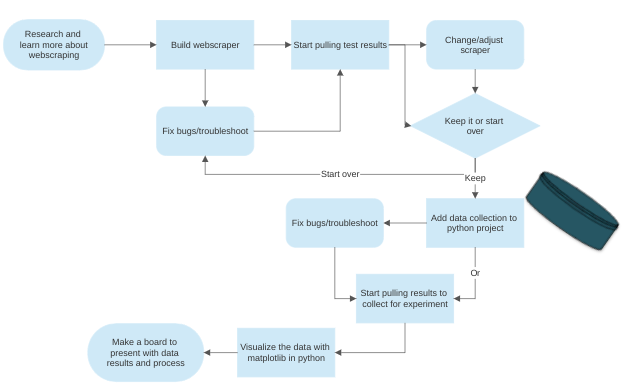 Research and
learn more about
webscraping
Build webscraper
Start pulling test results
Change/adjust
scraper
Fix bugs/troubleshoot
Keep it or start
over
Start over
Keep
Fix bugs/troubleshoot
Add data collection to
python project
Or
Start pulling results to
collect for experiment
Make a board to
present with data
results and process
Visualize the data with
matplotlib in python